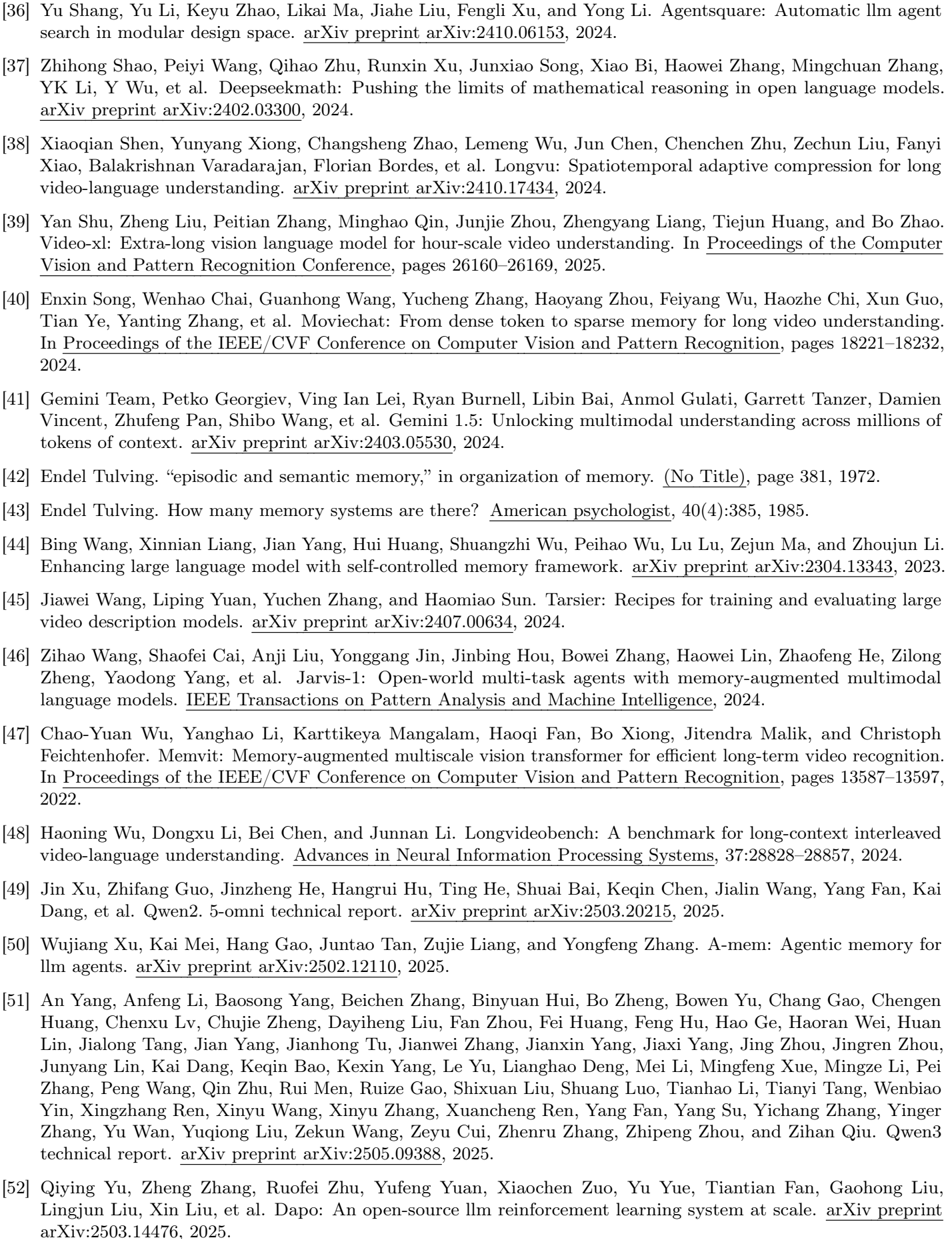 [36] Yu Shang, Yu Li, Keyu Zhao, Likai Ma, Jiahe Liu, Fengli Xu, and Yong Li. Agentsquare: Automatic llm agent
search in modular design space. arXiv preprint arXiv:2410.06153, 2024.
[37] Zhihong Shao, Peiyi Wang, Qihao Zhu, Runxin Xu, Junxiao Song, Xiao Bi, Haowei Zhang, Mingchuan Zhang,
YK Li, Y Wu, et al. Deepseekmath: Pushing the limits of mathematical reasoning in open language models.
arXiv preprint arXiv:2402.03300, 2024.
[38] Xiaoqian Shen, Yunyang Xiong, Changsheng Zhao, Lemeng Wu, Jun Chen, Chenchen Zhu, Zechun Liu, Fanyi
Xiao, Balakrishnan Varadarajan, Florian Bordes, et al. Longvu: Spatiotemporal adaptive compression for long
video-language understanding. arXiv preprint arXiv:2410.17434, 2024.
[39] Yan Shu, Zheng Liu, Peitian Zhang, Minghao Qin, Junjie Zhou, Zhengyang Liang, Tiejun Huang, and Bo Zhao.
Video-xl: Extra-long vision language model for hour-scale video understanding. In Proceedings of the Computer
Vision and Pattern Recognition Conference, pages 26160–26169, 2025.
[40] Enxin Song, Wenhao Chai, Guanhong Wang, Yucheng Zhang, Haoyang Zhou, Feiyang Wu, Haozhe Chi, Xun Guo,
Tian Ye, Yanting Zhang, et al. Moviechat: From dense token to sparse memory for long video understanding.
In Proceedings of the IEEE/CVF Conference on Computer Vision and Pattern Recognition, pages 18221–18232,
2024.
[41] Gemini Team, Petko Georgiev, Ving Ian Lei, Ryan Burnell, Libin Bai, Anmol Gulati, Garrett Tanzer, Damien
Vincent, Zhufeng Pan, Shibo Wang, et al. Gemini 1.5: Unlocking multimodal understanding across millions of
tokens of context. arXiv preprint arXiv:2403.05530, 2024.
[42] Endel Tulving. “episodic and semantic memory,” in organization of memory. (No Title), page 381, 1972.
[43] Endel Tulving. How many memory systems are there? American psychologist, 40(4):385, 1985.
[44] Bing Wang, Xinnian Liang, Jian Yang, Hui Huang, Shuangzhi Wu, Peihao Wu, Lu Lu, Zejun Ma, and Zhoujun Li.
Enhancing large language model with self-controlled memory framework. arXiv preprint arXiv:2304.13343, 2023.
[45] Jiawei Wang, Liping Yuan, Yuchen Zhang, and Haomiao Sun. Tarsier: Recipes for training and evaluating large
video description models. arXiv preprint arXiv:2407.00634, 2024.
[46] Zihao Wang, Shaofei Cai, Anji Liu, Yonggang Jin, Jinbing Hou, Bowei Zhang, Haowei Lin, Zhaofeng He, Zilong
Zheng, Yaodong Yang, et al. Jarvis-1: Open-world multi-task agents with memory-augmented multimodal
language models. IEEE Transactions on Pattern Analysis and Machine Intelligence, 2024.
[47] Chao-Yuan Wu, Yanghao Li, Karttikeya Mangalam, Haoqi Fan, Bo Xiong, Jitendra Malik, and Christoph
Feichtenhofer. Memvit: Memory-augmented multiscale vision transformer for efficient long-term video recognition.
In Proceedings of the IEEE/CVF Conference on Computer Vision and Pattern Recognition, pages 13587–13597,
2022.
[48] Haoning Wu, Dongxu Li, Bei Chen, and Junnan Li. Longvideobench: A benchmark for long-context interleaved
video-language understanding. Advances in Neural Information Processing Systems, 37:28828–28857, 2024.
[49] Jin Xu, Zhifang Guo, Jinzheng He, Hangrui Hu, Ting He, Shuai Bai, Keqin Chen, Jialin Wang, Yang Fan, Kai
Dang, et al. Qwen2. 5-omni technical report. arXiv preprint arXiv:2503.20215, 2025.
[50] Wujiang Xu, Kai Mei, Hang Gao, Juntao Tan, Zujie Liang, and Yongfeng Zhang. A-mem: Agentic memory for
llm agents. arXiv preprint arXiv:2502.12110, 2025.
[51] An Yang, Anfeng Li, Baosong Yang, Beichen Zhang, Binyuan Hui, Bo Zheng, Bowen Yu, Chang Gao, Chengen
Huang, Chenxu Lv, Chujie Zheng, Dayiheng Liu, Fan Zhou, Fei Huang, Feng Hu, Hao Ge, Haoran Wei, Huan
Lin, Jialong Tang, Jian Yang, Jianhong Tu, Jianwei Zhang, Jianxin Yang, Jiaxi Yang, Jing Zhou, Jingren Zhou,
Junyang Lin, Kai Dang, Keqin Bao, Kexin Yang, Le Yu, Lianghao Deng, Mei Li, Mingfeng Xue, Mingze Li, Pei
Zhang, Peng Wang, Qin Zhu, Rui Men, Ruize Gao, Shixuan Liu, Shuang Luo, Tianhao Li, Tianyi Tang, Wenbiao
Yin, Xingzhang Ren, Xinyu Wang, Xinyu Zhang, Xuancheng Ren, Yang Fan, Yang Su, Yichang Zhang, Yinger
Zhang, Yu Wan, Yuqiong Liu, Zekun Wang, Zeyu Cui, Zhenru Zhang, Zhipeng Zhou, and Zihan Qiu. Qwen3
technical report. arXiv preprint arXiv:2505.09388, 2025.
[52] Qiying Yu, Zheng Zhang, Ruofei Zhu, Yufeng Yuan, Xiaochen Zuo, Yu Yue, Tiantian Fan, Gaohong Liu,
Lingjun Liu, Xin Liu, et al. Dapo: An open-source llm reinforcement learning system at scale. arXiv preprint
arXiv:2503.14476, 2025.